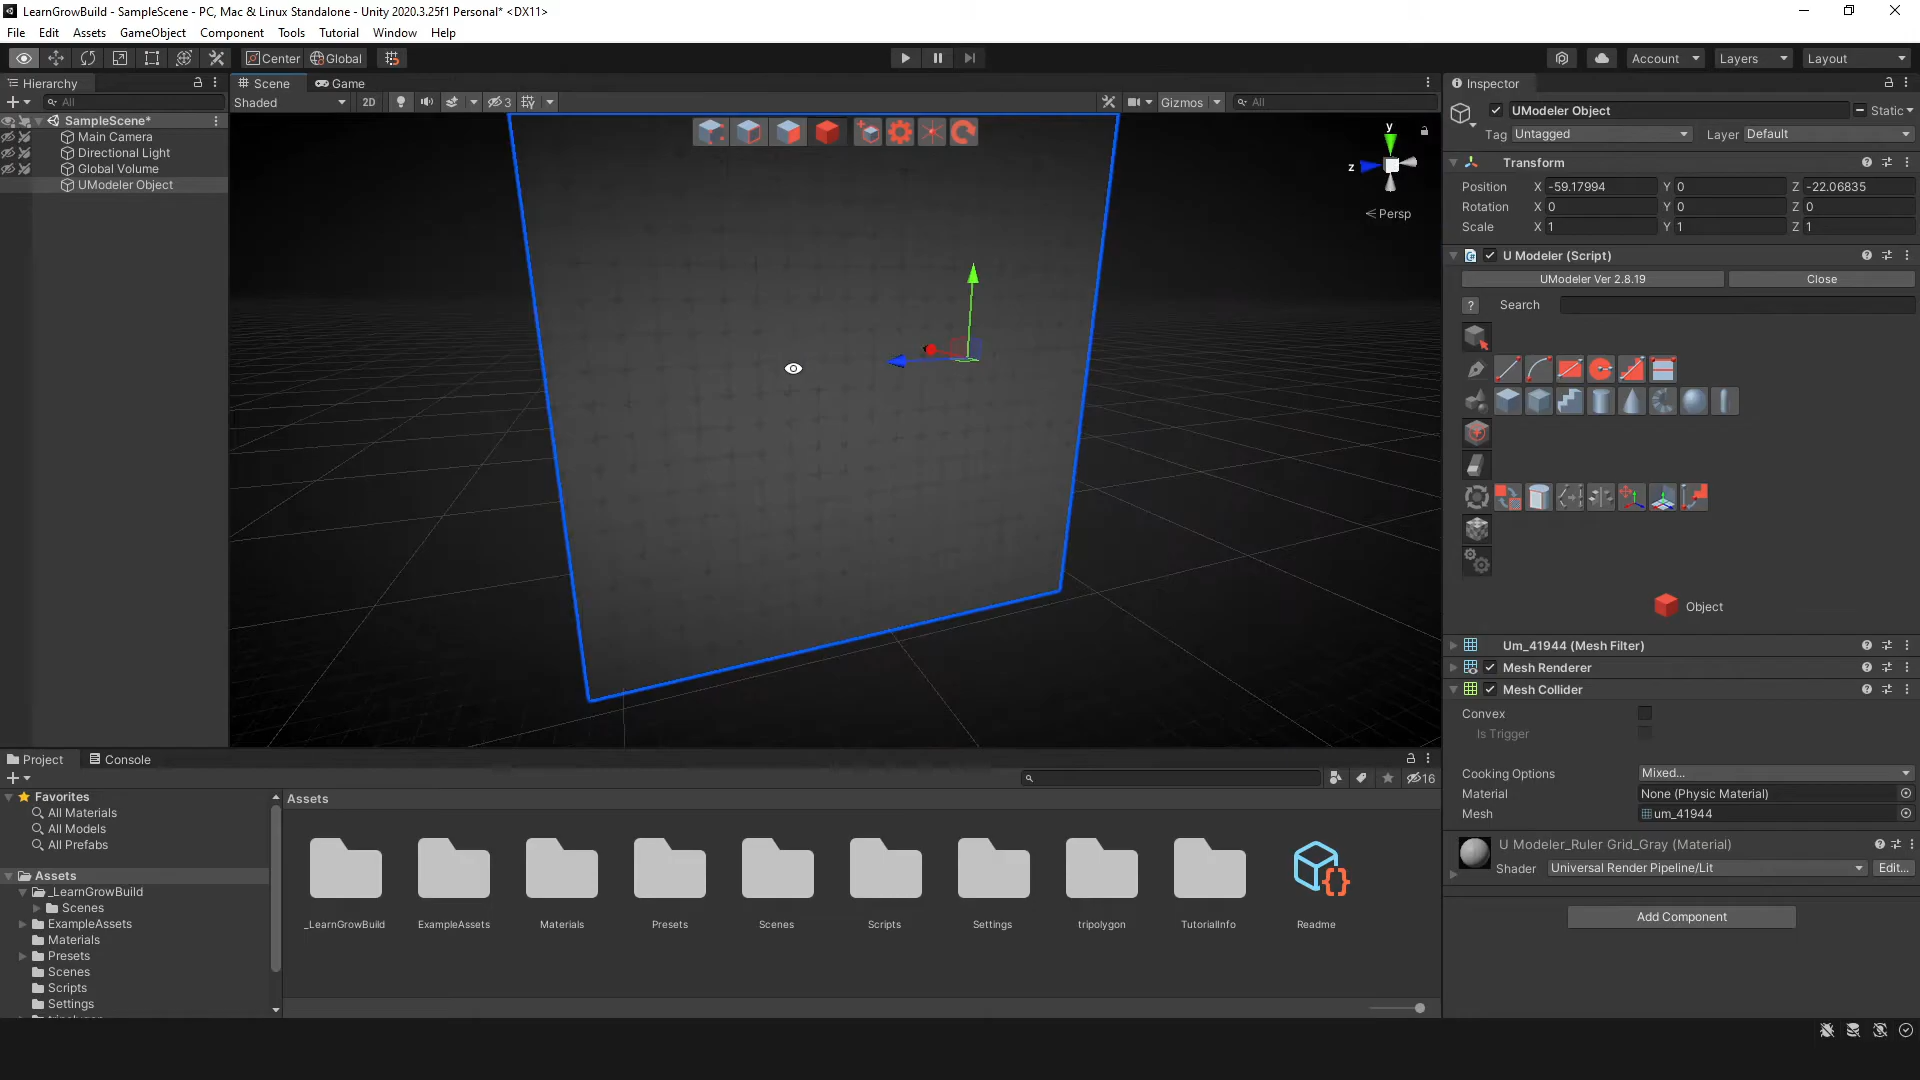 LearnGrowBuild - SampleScene - PC, Mac & Linux Standalone - Unity 2020.3.25f1 Personal* <DX11>
File Edit Assets GameObject Component Tools Tutorial Window Help
Center Global Account Layers Layout
Hierarchy
All
SampleScene*
Main Camera
Directional Light
Global Volume
UModeler Object
Scene Game
Shaded 2D 3 Gizmos All
y
z
Persp
Inspector
UModeler Object Static
Tag Untagged Layer Default
Transform
Position X -59.17994 Y 0 Z -22.06835
Rotation X 0 Y 0 Z 0
Scale X 1 Y 1 Z 1
U Modeler (Script)
UModeler Ver 2.8.19 Close
? Search
Object
Um_41944 (Mesh Filter)
Mesh Renderer
Mesh Collider
Convex
Is Trigger
Cooking Options Mixed...
Material None (Physic Material)
Mesh um_41944
U Modeler_Ruler Grid_Gray (Material)
Shader Universal Render Pipeline/Lit Edit...
Add Component
Project Console
16
Favorites
All Materials
All Models
All Prefabs
Assets
_LearnGrowBuild
Scenes
ExampleAssets
Materials
Presets
Scenes
Scripts
Settings
Assets
_LearnGrowBuild ExampleAssets Materials Presets Scenes Scripts Settings tripolygon TutorialInfo Readme